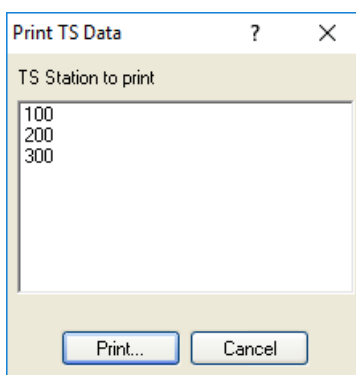 Print TS Data ? ×
TS Station to print
100
200
300
Print... Cancel